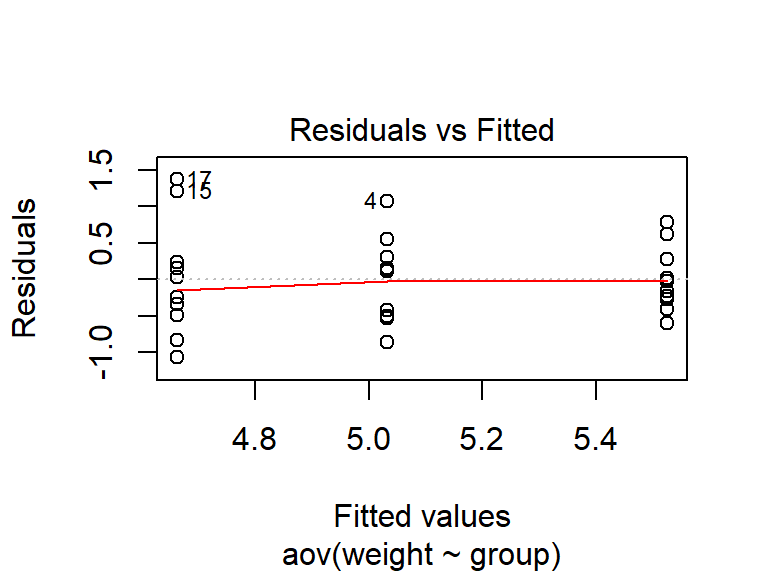 Residuals vs Fitted
Residuals
1.5
0.5
-1.0
17
15
4
4.8 5.0 5.2 5.4
Fitted values
aov(weight ~ group)